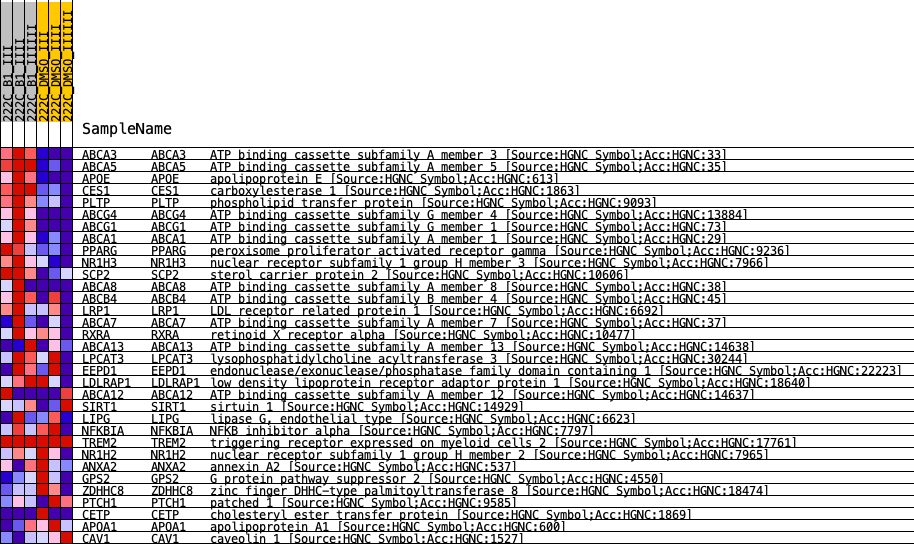 222C_B1_III
222C_B1_IIII
222C_B1_IIIIII
222C_DMSO_III
222C_DMSO_IIII
222C_DMSO_IIIIII
SampleName
ABCA3 ABCA3 ATP binding cassette subfamily A member 3 [Source:HGNC Symbol;Acc:HGNC:33]
ABCA5 ABCA5 ATP binding cassette subfamily A member 5 [Source:HGNC Symbol;Acc:HGNC:35]
APOE APOE apolipoprotein E [Source:HGNC Symbol;Acc:HGNC:613]
CES1 CES1 carboxylesterase 1 [Source:HGNC Symbol;Acc:HGNC:1863]
PLTP PLTP phospholipid transfer protein [Source:HGNC Symbol;Acc:HGNC:9093]
ABCG4 ABCG4 ATP binding cassette subfamily G member 4 [Source:HGNC Symbol;Acc:HGNC:13884]
ABCG1 ABCG1 ATP binding cassette subfamily G member 1 [Source:HGNC Symbol;Acc:HGNC:73]
ABCA1 ABCA1 ATP binding cassette subfamily A member 1 [Source:HGNC Symbol;Acc:HGNC:29]
PPARG PPARG peroxisome proliferator activated receptor gamma [Source:HGNC Symbol;Acc:HGNC:9236]
NR1H3 NR1H3 nuclear receptor subfamily 1 group H member 3 [Source:HGNC Symbol;Acc:HGNC:7966]
SCP2 SCP2 sterol carrier protein 2 [Source:HGNC Symbol;Acc:HGNC:10606]
ABCA8 ABCA8 ATP binding cassette subfamily A member 8 [Source:HGNC Symbol;Acc:HGNC:38]
ABCB4 ABCB4 ATP binding cassette subfamily B member 4 [Source:HGNC Symbol;Acc:HGNC:45]
LRP1 LRP1 LDL receptor related protein 1 [Source:HGNC Symbol;Acc:HGNC:6692]
ABCA7 ABCA7 ATP binding cassette subfamily A member 7 [Source:HGNC Symbol;Acc:HGNC:37]
RXRA RXRA retinoid X receptor alpha [Source:HGNC Symbol;Acc:HGNC:10477]
ABCA13 ABCA13 ATP binding cassette subfamily A member 13 [Source:HGNC Symbol;Acc:HGNC:14638]
LPCAT3 LPCAT3 lysophosphatidylcholine acyltransferase 3 [Source:HGNC Symbol;Acc:HGNC:30244]
EEPD1 EEPD1 endonuclease/exonuclease/phosphatase family domain containing 1 [Source:HGNC Symbol;Acc:HGNC:22223]
LDLRAP1 LDLRAP1 low density lipoprotein receptor adaptor protein 1 [Source:HGNC Symbol;Acc:HGNC:18640]
ABCA12 ABCA12 ATP binding cassette subfamily A member 12 [Source:HGNC Symbol;Acc:HGNC:14637]
SIRT1 SIRT1 sirtuin 1 [Source:HGNC Symbol;Acc:HGNC:14929]
LIPG LIPG lipase G, endothelial type [Source:HGNC Symbol;Acc:HGNC:6623]
NFKBIA NFKBIA NFKB inhibitor alpha [Source:HGNC Symbol;Acc:HGNC:7797]
TREM2 TREM2 triggering receptor expressed on myeloid cells 2 [Source:HGNC Symbol;Acc:HGNC:17761]
NR1H2 NR1H2 nuclear receptor subfamily 1 group H member 2 [Source:HGNC Symbol;Acc:HGNC:7965]
ANXA2 ANXA2 annexin A2 [Source:HGNC Symbol;Acc:HGNC:537]
GPS2 GPS2 G protein pathway suppressor 2 [Source:HGNC Symbol;Acc:HGNC:4550]
ZDHHC8 ZDHHC8 zinc finger DHHC-type palmitoyltransferase 8 [Source:HGNC Symbol;Acc:HGNC:18474]
PTCH1 PTCH1 patched 1 [Source:HGNC Symbol;Acc:HGNC:9585]
CETP CETP cholesteryl ester transfer protein [Source:HGNC Symbol;Acc:HGNC:1869]
APOA1 APOA1 apolipoprotein A1 [Source:HGNC Symbol;Acc:HGNC:600]
CAV1 CAV1 caveolin 1 [Source:HGNC Symbol;Acc:HGNC:1527]